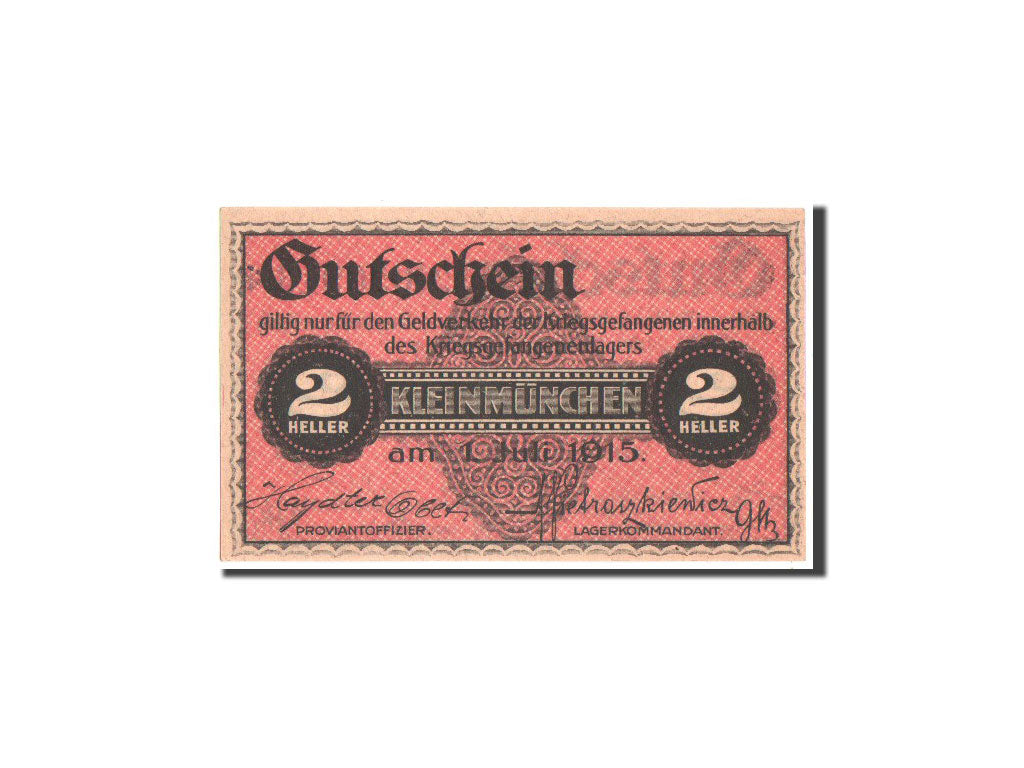 Gutschein
giltig nur für den Geldverkehr der Kriegsgefangenen innerhalb
des Kriegsgefangenenlagers
2 HELLER
KLEINMÜNCHEN
2 HELLER
am 1. Juli 1915.
Petraszkiewicz
PROVIANTOFFIZIER.
LAGERKOMMANDANT.